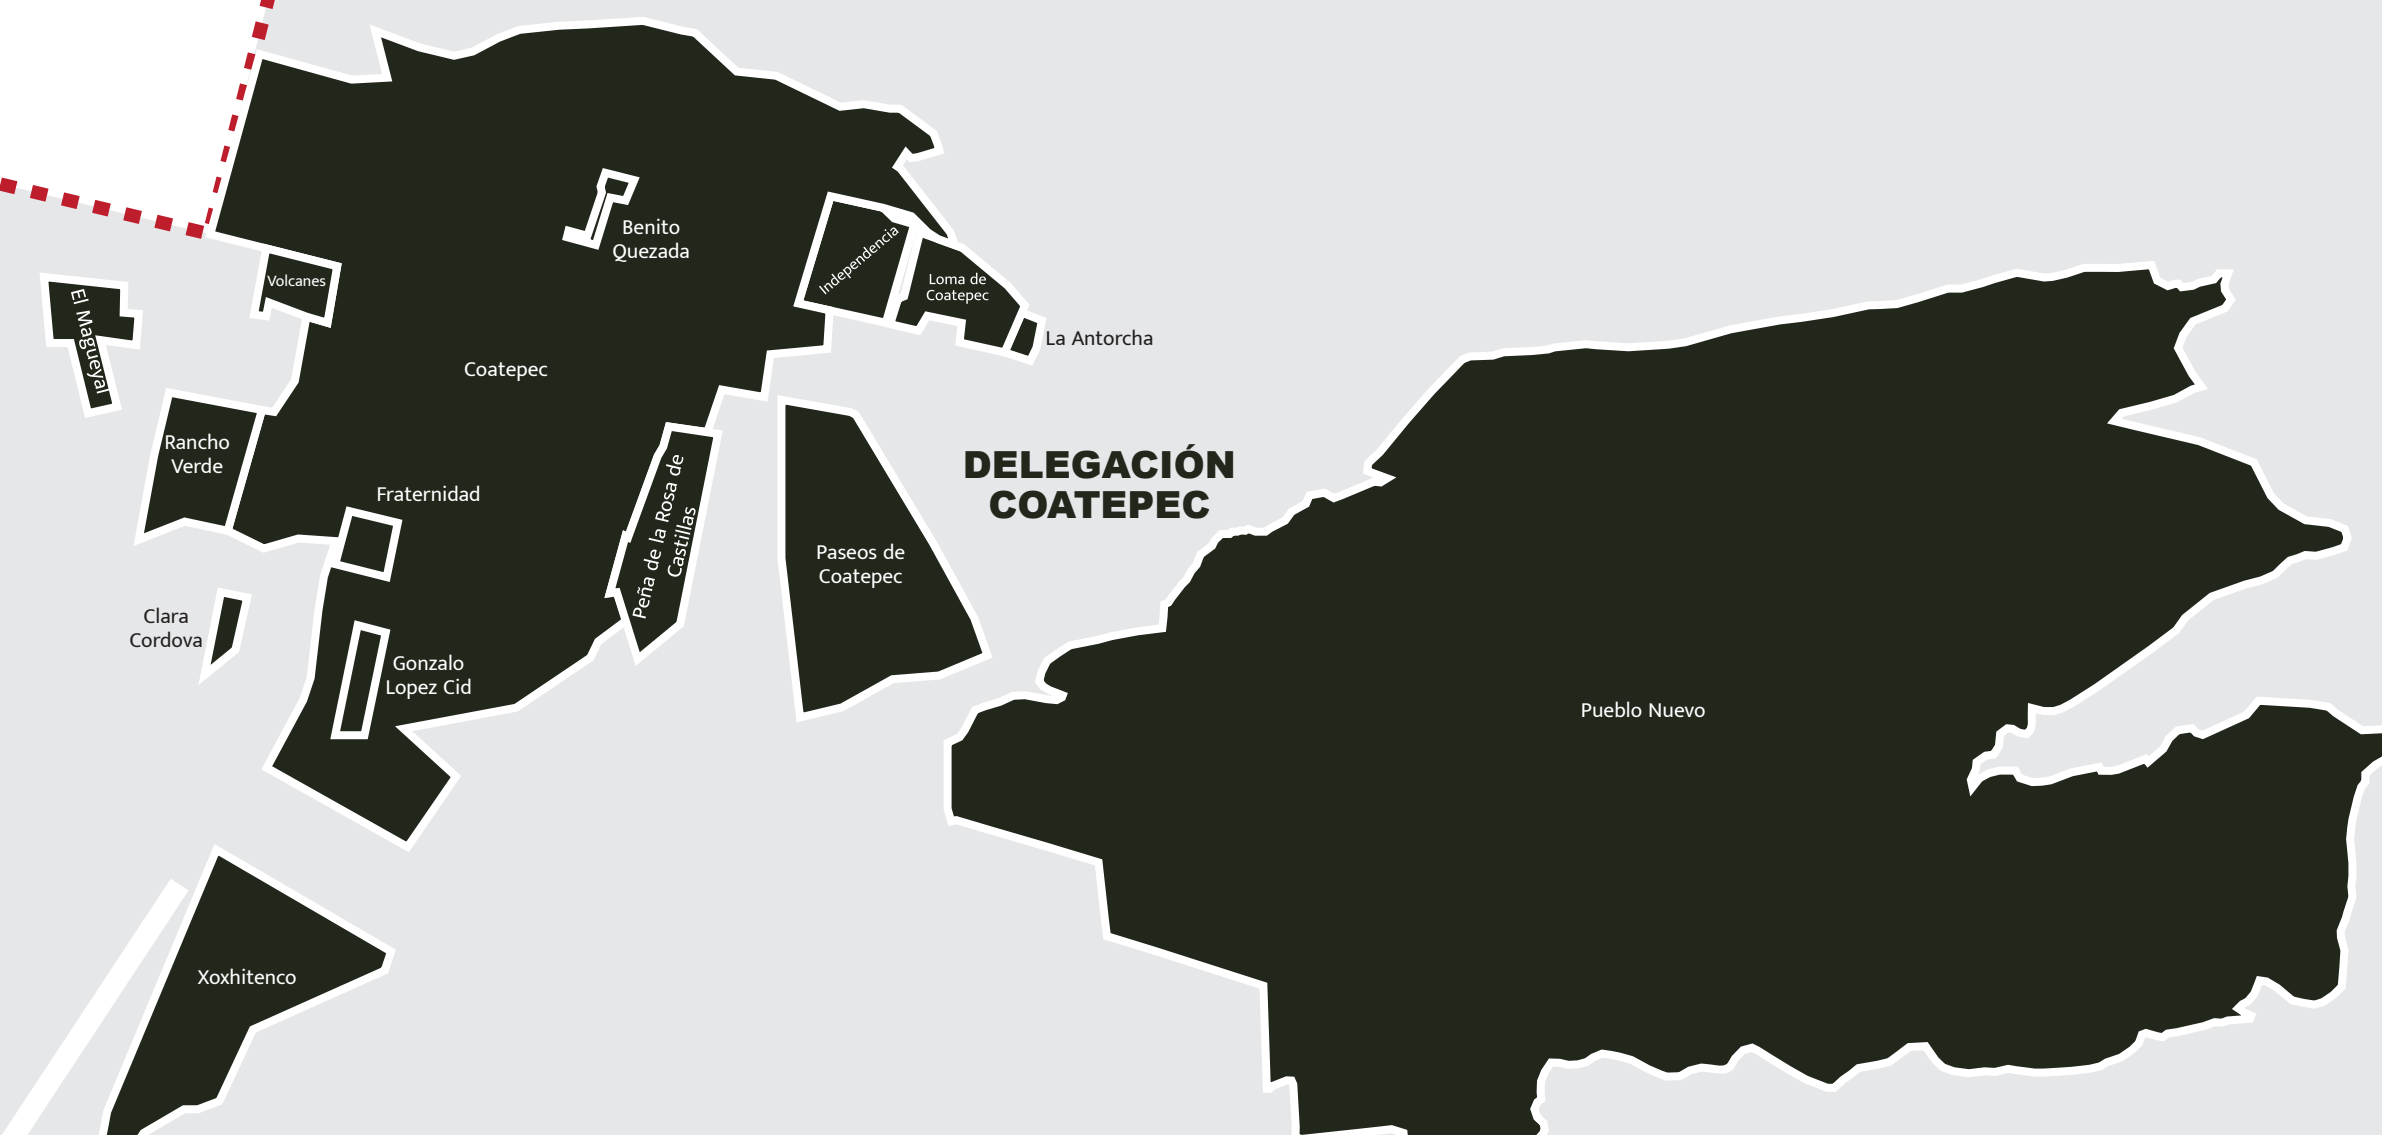 Benito
Quezada
Independencia
Loma de
Coatepec
Volcanes
El Magueyal
La Antorcha
Coatepec
Rancho
Verde
Fraternidad
Peña de la Rosa de
Castillas
DELEGACIÓN
COATEPEC
Paseos de
Coatepec
Clara
Cordova
Gonzalo
Lopez Cid
Pueblo Nuevo
Xoxhitenco